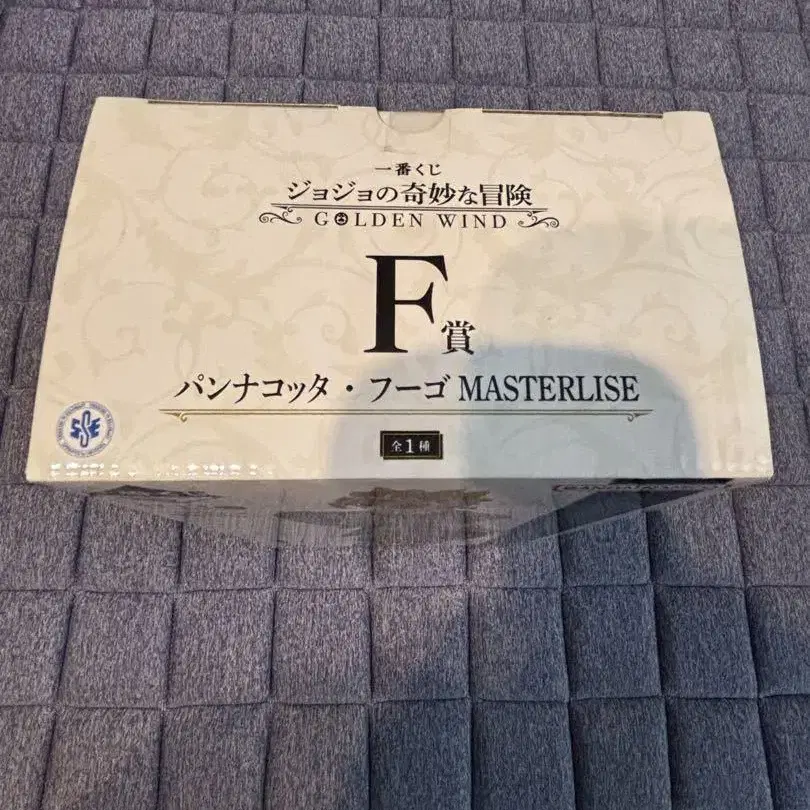 一番くじ
ジョジョの奇妙な冒険
GOLDEN WIND
F賞
パンナコッタ・フーゴ MASTERLISE
全1種